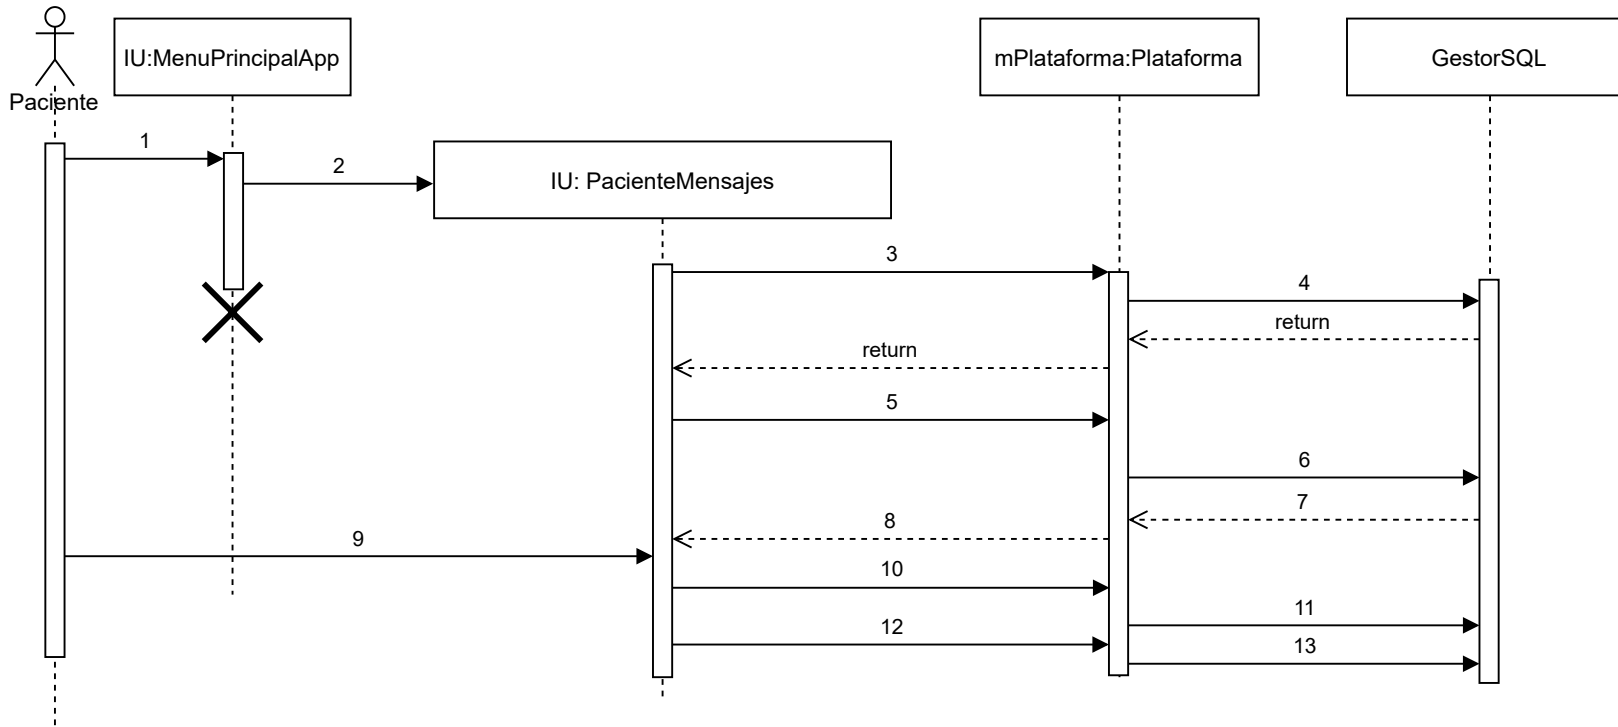 IU:MenuPrincipalApp
mPlataforma:Plataforma
GestorSQL
Paciente
1
2
IU: PacienteMensajes
3
4
return
return
5
6
7
8
9
10
11
12
13